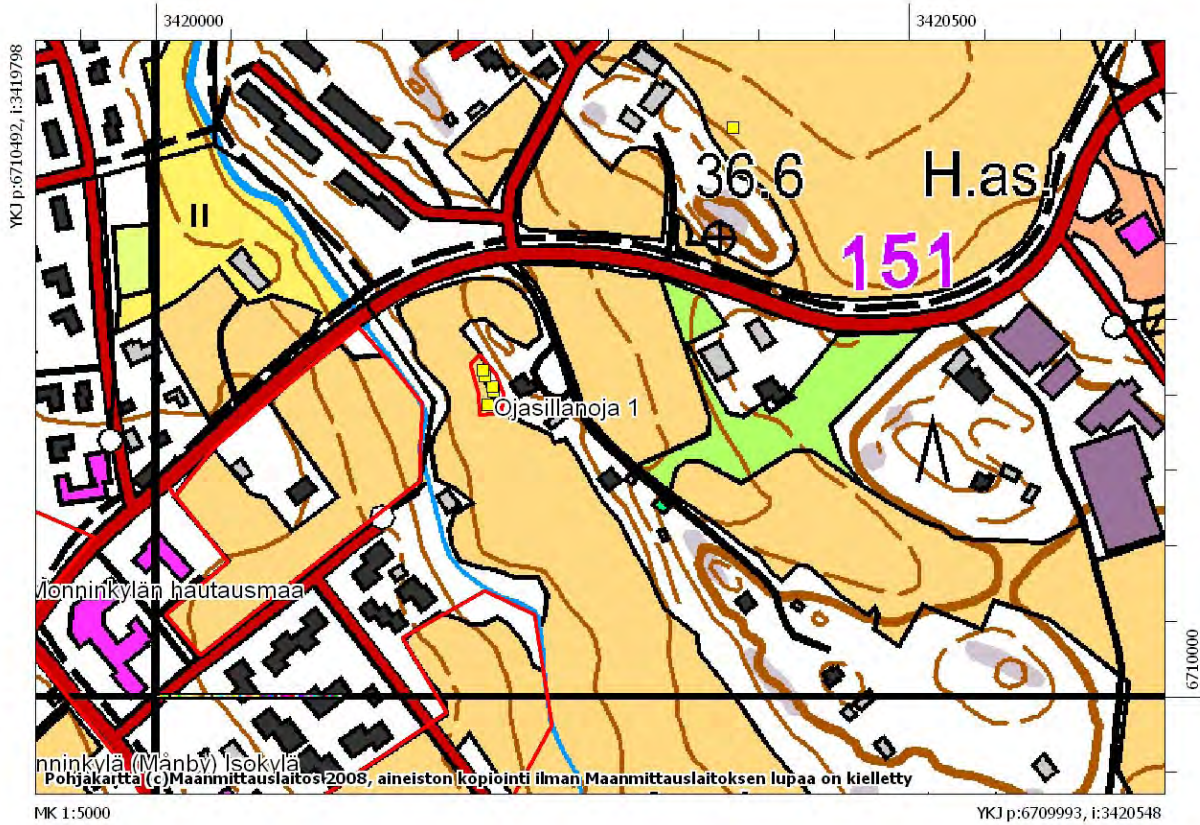 3420000
3420500
YKJ p:6710492, i:3419798
II
36.6
H.as.
151
Ojasillanoja 1
Monninkylän hautausmaa
6710000
nninkylä (Månby) Isokylä
Pohjakartta (c)Maanmittauslaitos 2008, aineiston kopiointi ilman Maanmittauslaitoksen lupaa on kielletty
MK 1:5000
YKJ p:6709993, i:3420548